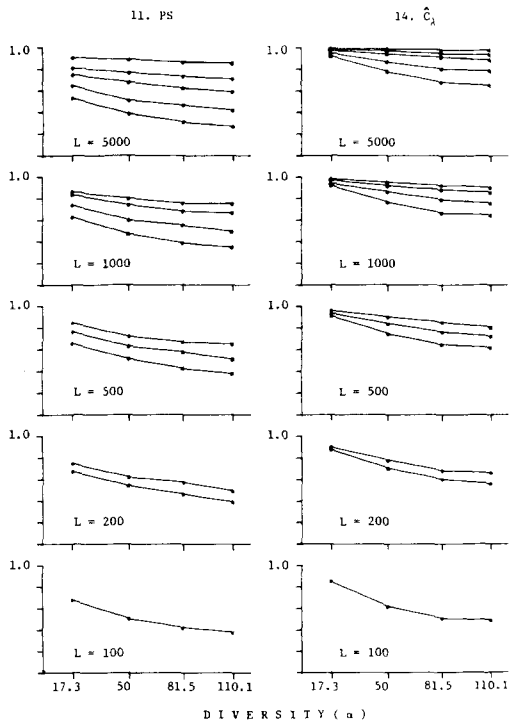 11. PS
14. Ĉλ
1.0
L = 5000
1.0
L = 5000
1.0
L = 1000
1.0
L = 1000
1.0
L = 500
1.0
L = 500
1.0
L = 200
1.0
L = 200
1.0
L = 100
1.0
L = 100
17.3 50 81.5 110.1
17.3 50 81.5 110.1
DIVERSITY (α)